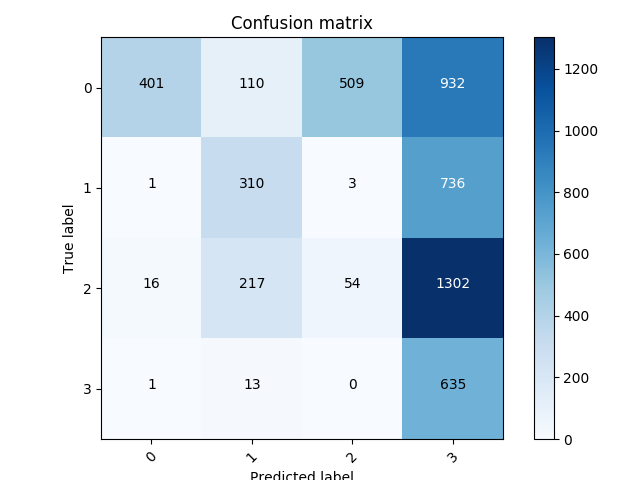 Confusion matrix
0 401 110 509 932
1 1 310 3 736
2 16 217 54 1302
3 1 13 0 635
0 1 2 3
True label
Predicted label
1200
1000
800
600
400
200
0